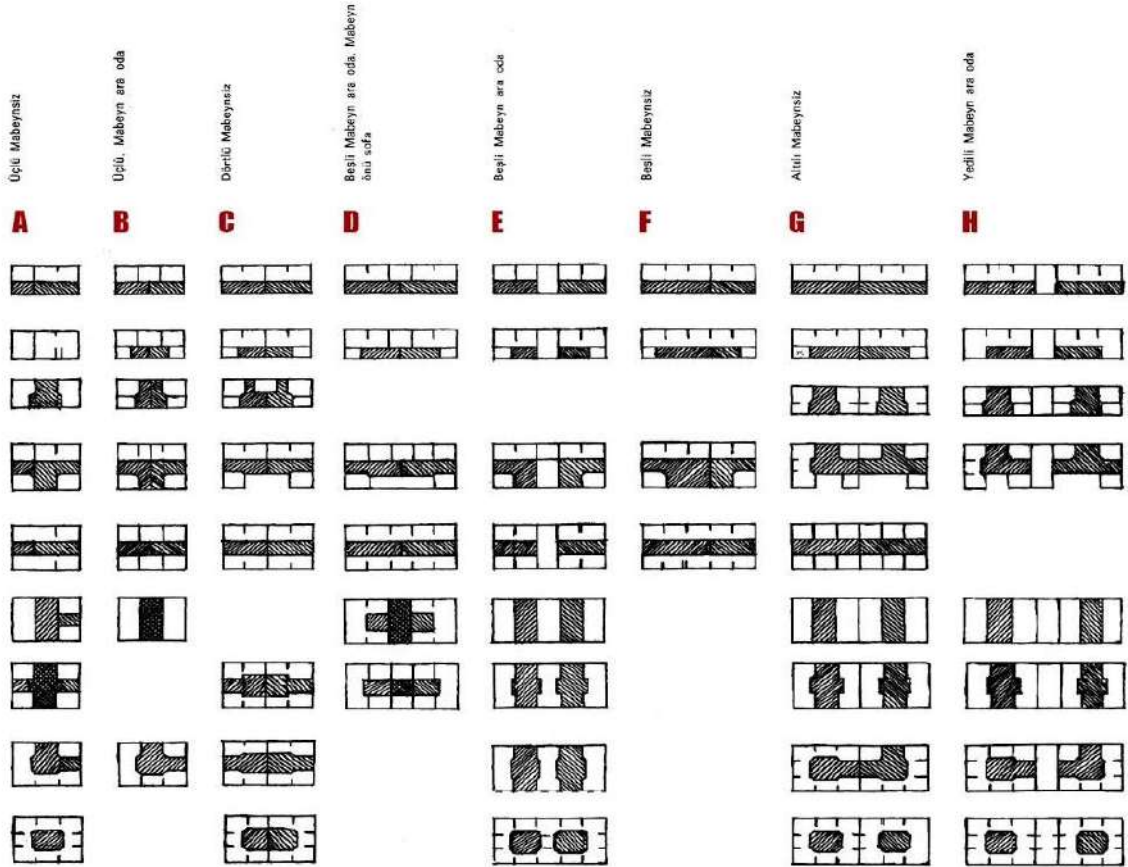 Üçlü Mabeynsiz
Üçlü, Mabeyn ara oda
Dörtlü Mabeynsiz
Beşli Mabeyn ara oda, Mabeyn
önü sofa
Beşli Mabeyn ara oda
Beşli Mabeynsiz
Altılı Mabeynsiz
Yedili Mabeyn ara oda
A
B
C
D
E
F
G
H